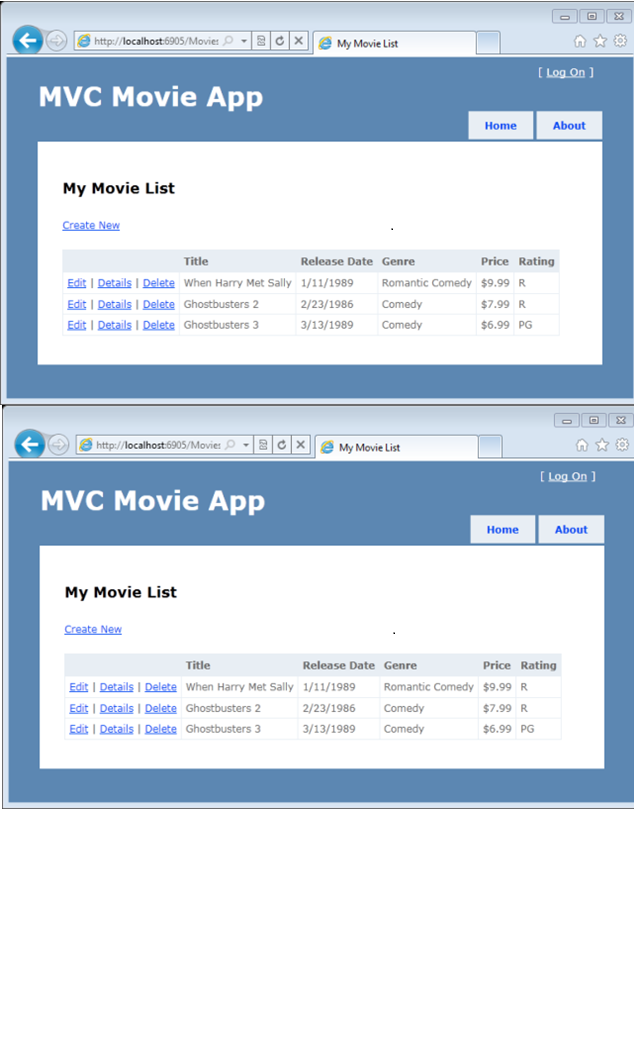 http://localhost:6905/Movies
My Movie List
[ Log On ]
MVC Movie App
Home About
My Movie List
Create New
Title Release Date Genre Price Rating
Edit | Details | Delete When Harry Met Sally 1/11/1989 Romantic Comedy $9.99 R
Edit | Details | Delete Ghostbusters 2 2/23/1986 Comedy $7.99 R
Edit | Details | Delete Ghostbusters 3 3/13/1989 Comedy $6.99 PG
http://localhost:6905/Movies
My Movie List
[ Log On ]
MVC Movie App
Home About
My Movie List
Create New
Title Release Date Genre Price Rating
Edit | Details | Delete When Harry Met Sally 1/11/1989 Romantic Comedy $9.99 R
Edit | Details | Delete Ghostbusters 2 2/23/1986 Comedy $7.99 R
Edit | Details | Delete Ghostbusters 3 3/13/1989 Comedy $6.99 PG